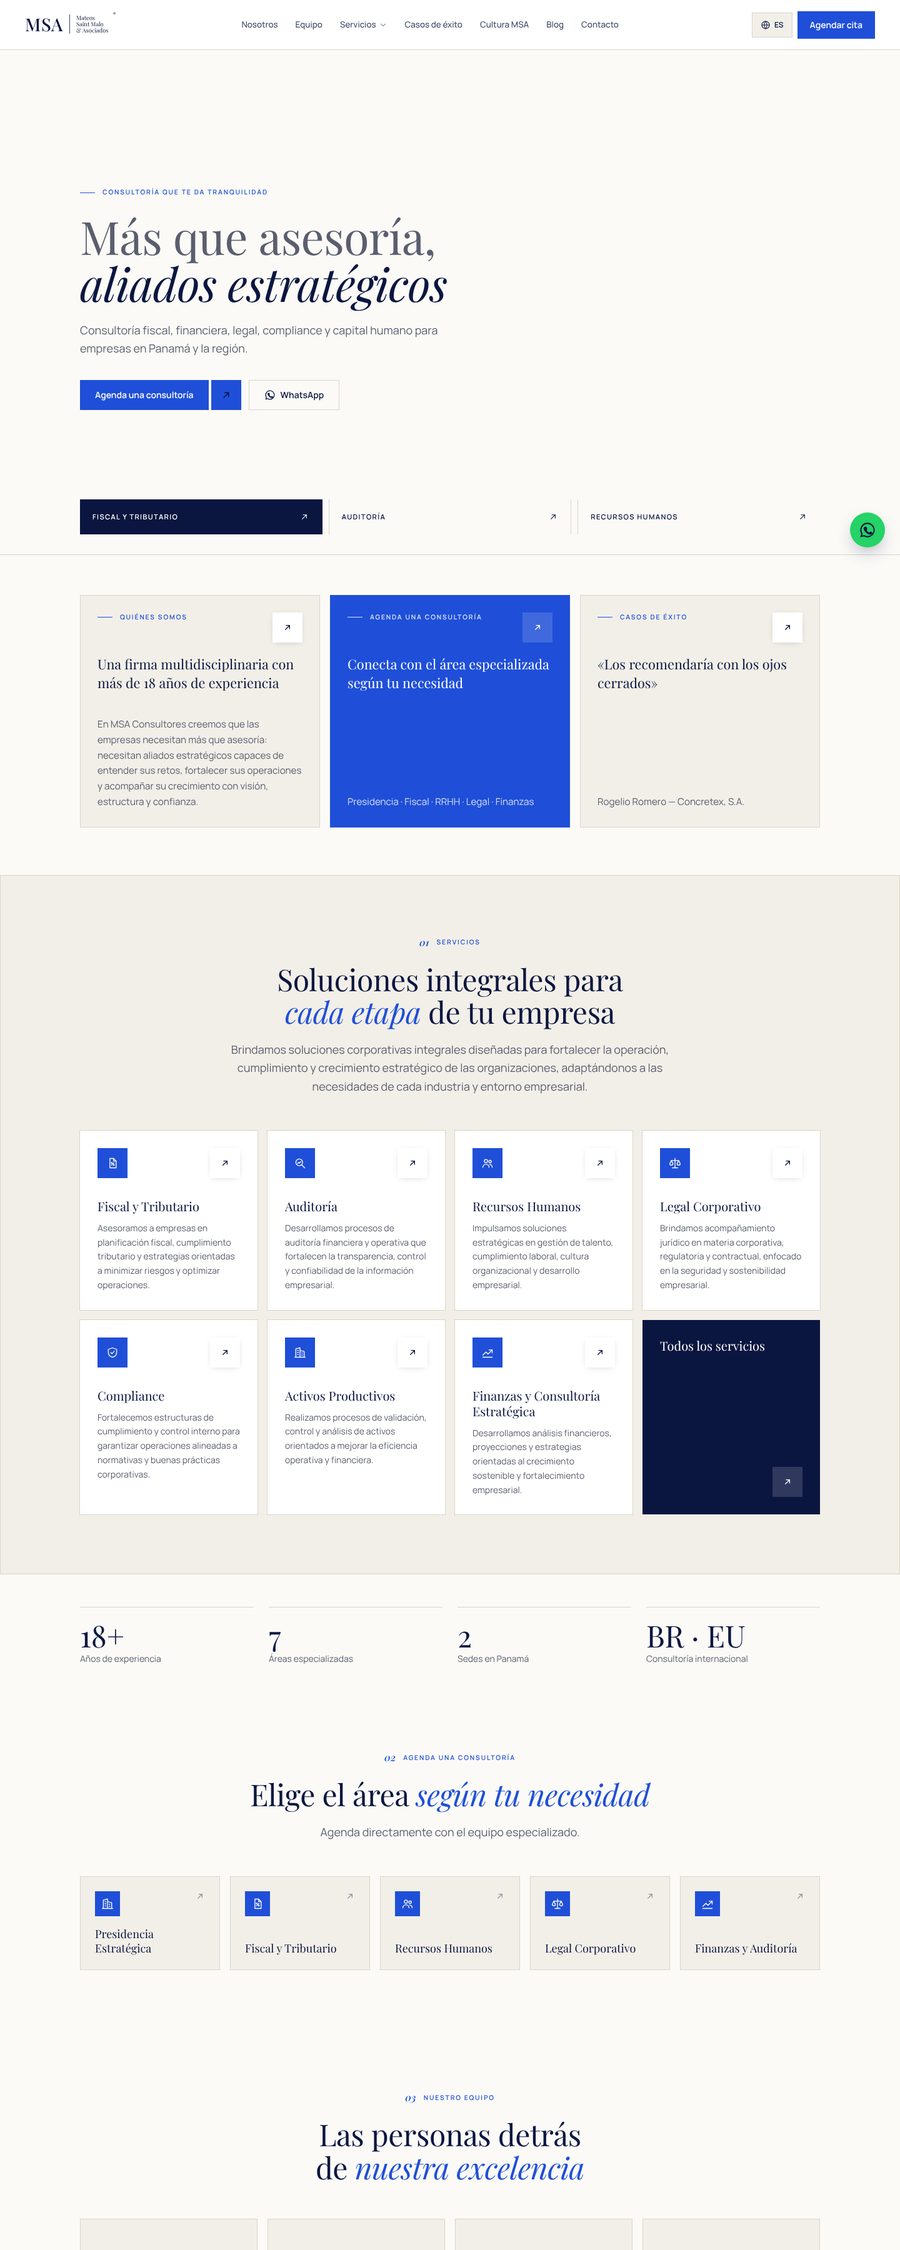 MSA
Mateos
Saint Malo
& Asociados
Nosotros
Equipo
Servicios
Casos de éxito
Cultura MSA
Blog
Contacto
ES
Agendar cita
CONSULTORÍA QUE TE DA TRANQUILIDAD
Más que asesoría,
aliados estratégicos
Consultoría fiscal, financiera, legal, compliance y capital humano para
empresas en Panamá y la región.
Agenda una consultoría
WhatsApp
FISCAL Y TRIBUTARIO
AUDITORÍA
RECURSOS HUMANOS
QUIÉNES SOMOS
Una firma multidisciplinaria con
más de 18 años de experiencia
En MSA Consultores creemos que las
empresas necesitan más que asesoría:
necesitan aliados estratégicos capaces de
entender sus retos, fortalecer sus operaciones
y acompañar su crecimiento con visión,
estructura y confianza.
AGENDA UNA CONSULTORÍA
Conecta con el área especializada
según tu necesidad
Presidencia · Fiscal · RRHH · Legal · Finanzas
CASOS DE ÉXITO
«Los recomendaría con los ojos
cerrados»
Rogelio Romero — Concretex, S.A.
01 SERVICIOS
Soluciones integrales para
cada etapa de tu empresa
Brindamos soluciones corporativas integrales diseñadas para fortalecer la operación,
cumplimiento y crecimiento estratégico de las organizaciones, adaptándonos a las
necesidades de cada industria y entorno empresarial.
Fiscal y Tributario
Asesoramos a empresas en
planificación fiscal, cumplimiento
tributario y estrategias orientadas
a minimizar riesgos y optimizar
operaciones.
Auditoría
Desarrollamos procesos de
auditoría financiera y operativa que
fortalecen la transparencia, control
y confiabilidad de la información
empresarial.
Recursos Humanos
Impulsamos soluciones
estratégicas en gestión de talento,
cumplimiento laboral, cultura
organizacional y desarrollo
empresarial.
Legal Corporativo
Brindamos acompañamiento
jurídico en materia corporativa,
regulatoria y contractual, enfocado
en la seguridad y sostenibilidad
empresarial.
Compliance
Fortalecemos estructuras de
cumplimiento y control interno para
garantizar operaciones alineadas a
normativas y buenas prácticas
corporativas.
Activos Productivos
Realizamos procesos de validación,
control y análisis de activos
orientados a mejorar la eficiencia
operativa y financiera.
Finanzas y Consultoría
Estratégica
Desarrollamos análisis financieros,
proyecciones y estrategias
orientadas al crecimiento
sostenible y fortalecimiento
empresarial.
Todos los servicios
18+
Años de experiencia
7
Áreas especializadas
2
Sedes en Panamá
BR · EU
Consultoría internacional
02 AGENDA UNA CONSULTORÍA
Elige el área según tu necesidad
Agenda directamente con el equipo especializado.
Presidencia
Estratégica
Fiscal y Tributario
Recursos Humanos
Legal Corporativo
Finanzas y Auditoría
03 NUESTRO EQUIPO
Las personas detrás
de nuestra excelencia